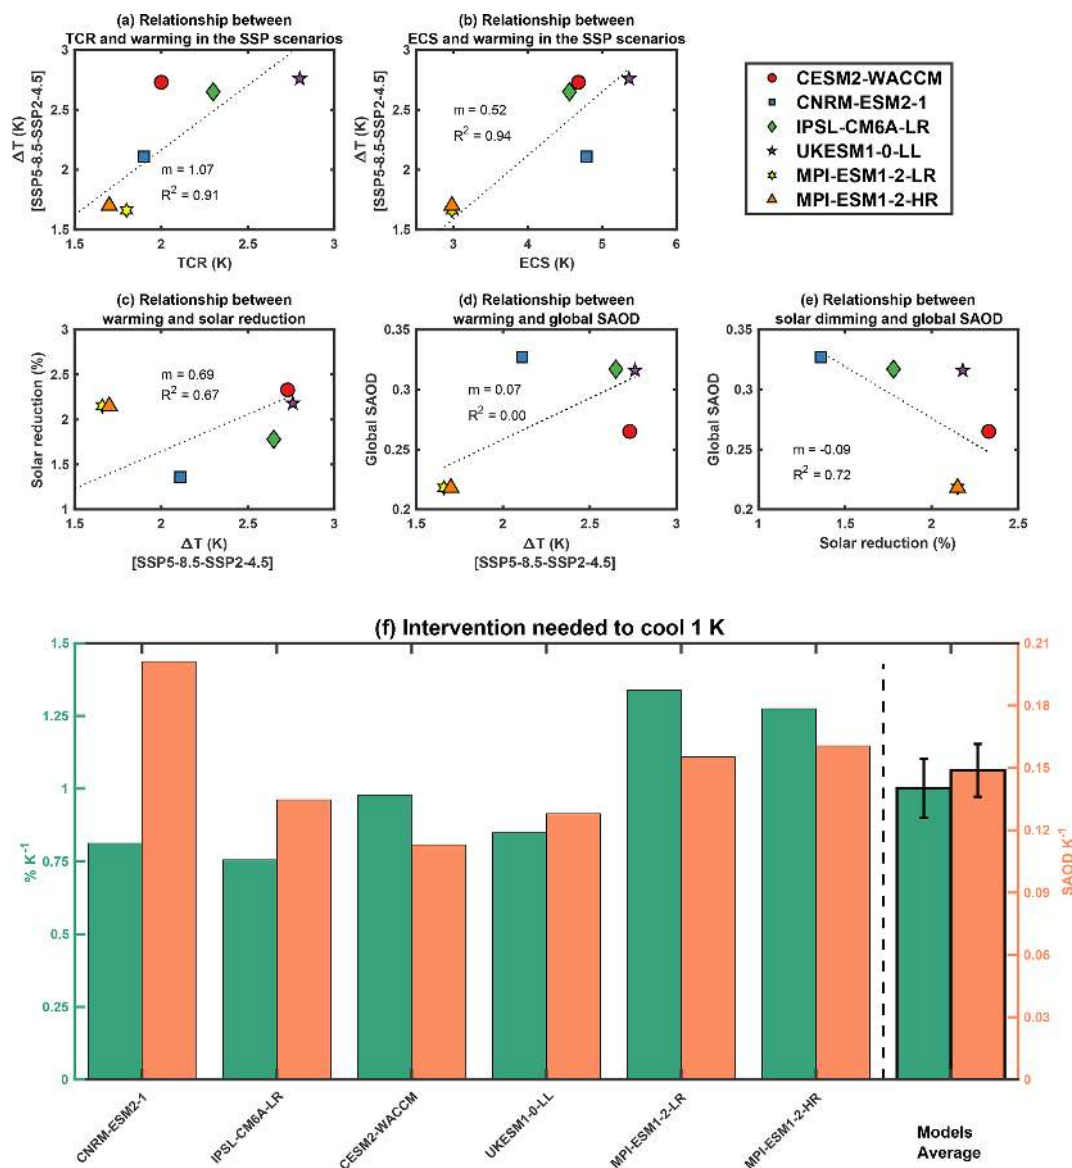 (a) Relationship between
TCR and warming in the SSP scenarios
3
2.5
2
1.5
ΔT (K)
[SSP5-8.5-SSP2-4.5]
m = 1.07
R² = 0.91
1.5 2 2.5 3
TCR (K)
(b) Relationship between
ECS and warming in the SSP scenarios
3
2.5
2
1.5
ΔT (K)
[SSP5-8.5-SSP2-4.5]
m = 0.52
R² = 0.94
3 4 5 6
ECS (K)
CESM2-WACCM
CNRM-ESM2-1
IPSL-CM6A-LR
UKESM1-0-LL
MPI-ESM1-2-LR
MPI-ESM1-2-HR
(c) Relationship between
warming and solar reduction
3
2.5
2
1.5
1
Solar reduction (%)
m = 0.69
R² = 0.67
1.5 2 2.5 3
ΔT (K)
[SSP5-8.5-SSP2-4.5]
(d) Relationship between
warming and global SAOD
0.35
0.3
0.25
0.2
Global SAOD
m = 0.07
R² = 0.00
1.5 2 2.5 3
ΔT (K)
[SSP5-8.5-SSP2-4.5]
(e) Relationship between
solar dimming and global SAOD
0.35
0.3
0.25
0.2
Global SAOD
m = -0.09
R² = 0.72
1 1.5 2 2.5
Solar reduction (%)
(f) Intervention needed to cool 1 K
1.5
1.25
1
0.75
0.5
0.25
0
% K⁻¹
0.21
0.18
0.15
0.12
0.09
0.06
0.03
0
SAOD K⁻¹
CNRM-ESM2-1
IPSL-CM6A-LR
CESM2-WACCM
UKESM1-0-LL
MPI-ESM1-2-LR
MPI-ESM1-2-HR
Models
Average